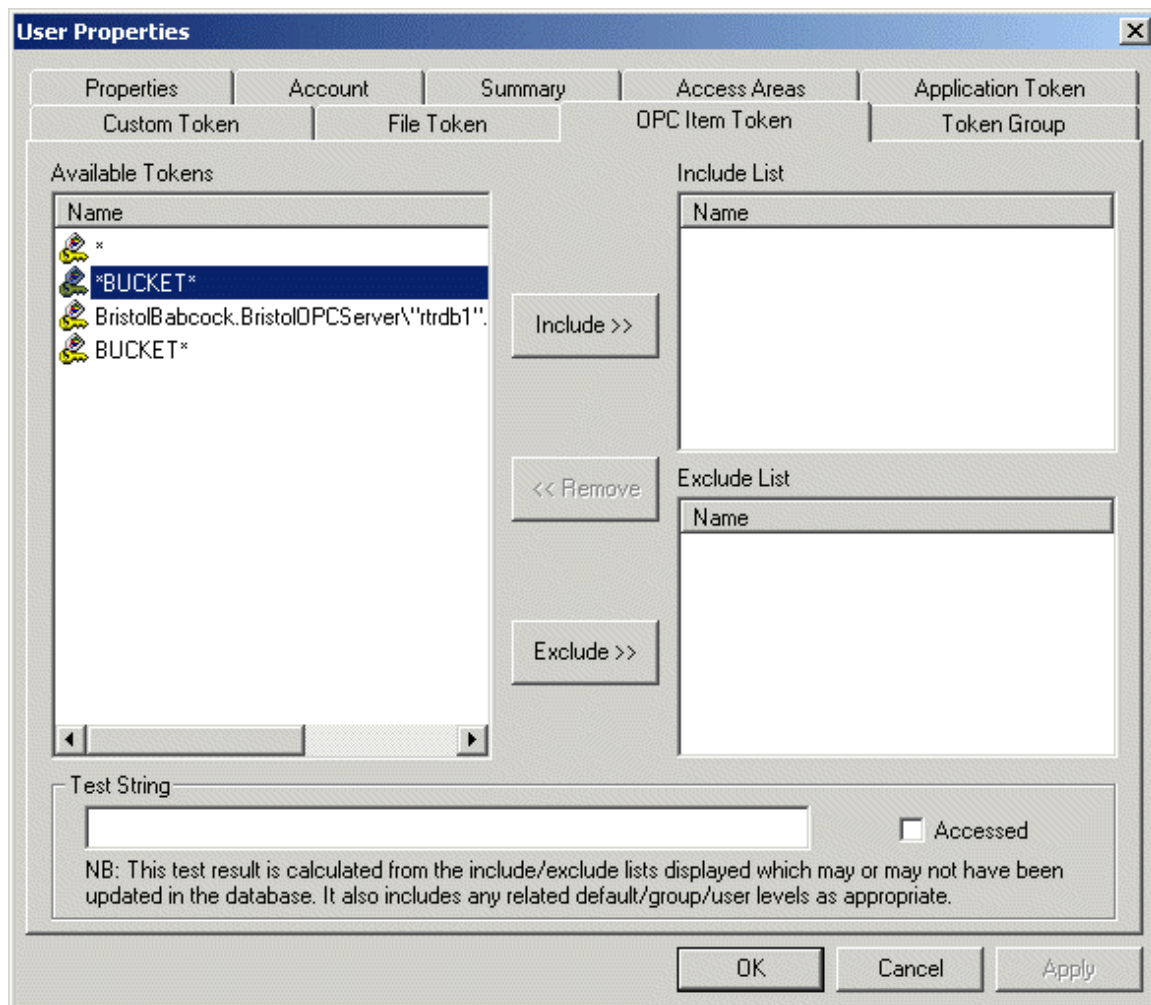 User Properties
Properties Account Summary Access Areas Application Token
Custom Token File Token OPC Item Token Token Group
Available Tokens
Name
*
*BUCKET*
BristolBabcock.BristolOPCServer\"rtrdb1".
BUCKET*
Include >>
<< Remove
Exclude >>
Include List
Name
Exclude List
Name
Test String
Accessed
NB: This test result is calculated from the include/exclude lists displayed which may or may not have been
updated in the database. It also includes any related default/group/user levels as appropriate.
OK Cancel Apply